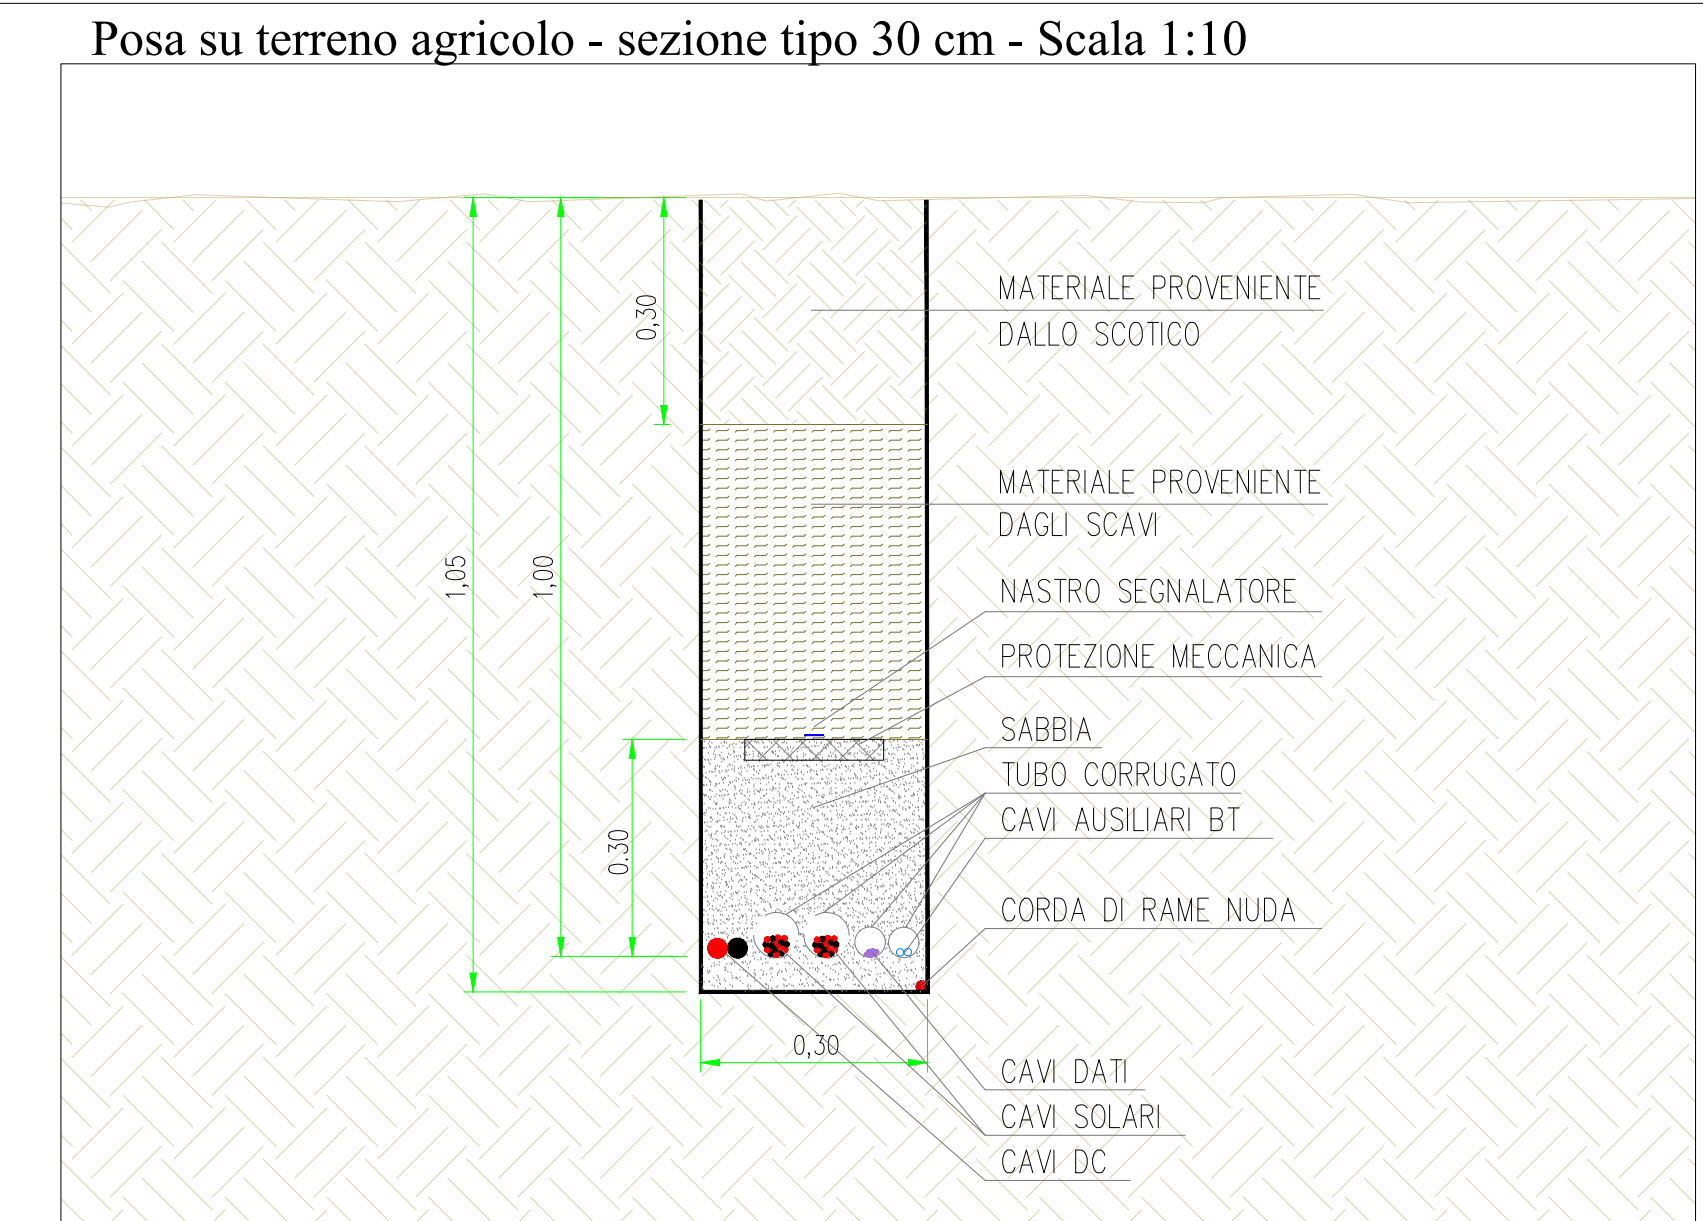 Posa su terreno agricolo - sezione tipo 30 cm - Scala 1:10
0,30
MATERIALE PROVENIENTE
DALLO SCOTICO
MATERIALE PROVENIENTE
DAGLI SCAVI
1,05
1,00
NASTRO SEGNALATORE
PROTEZIONE MECCANICA
SABBIA
TUBO CORRUGATO
CAVI AUSILIARI BT
0.30
CORDA DI RAME NUDA
0,30
CAVI DATI
CAVI SOLARI
CAVI DC